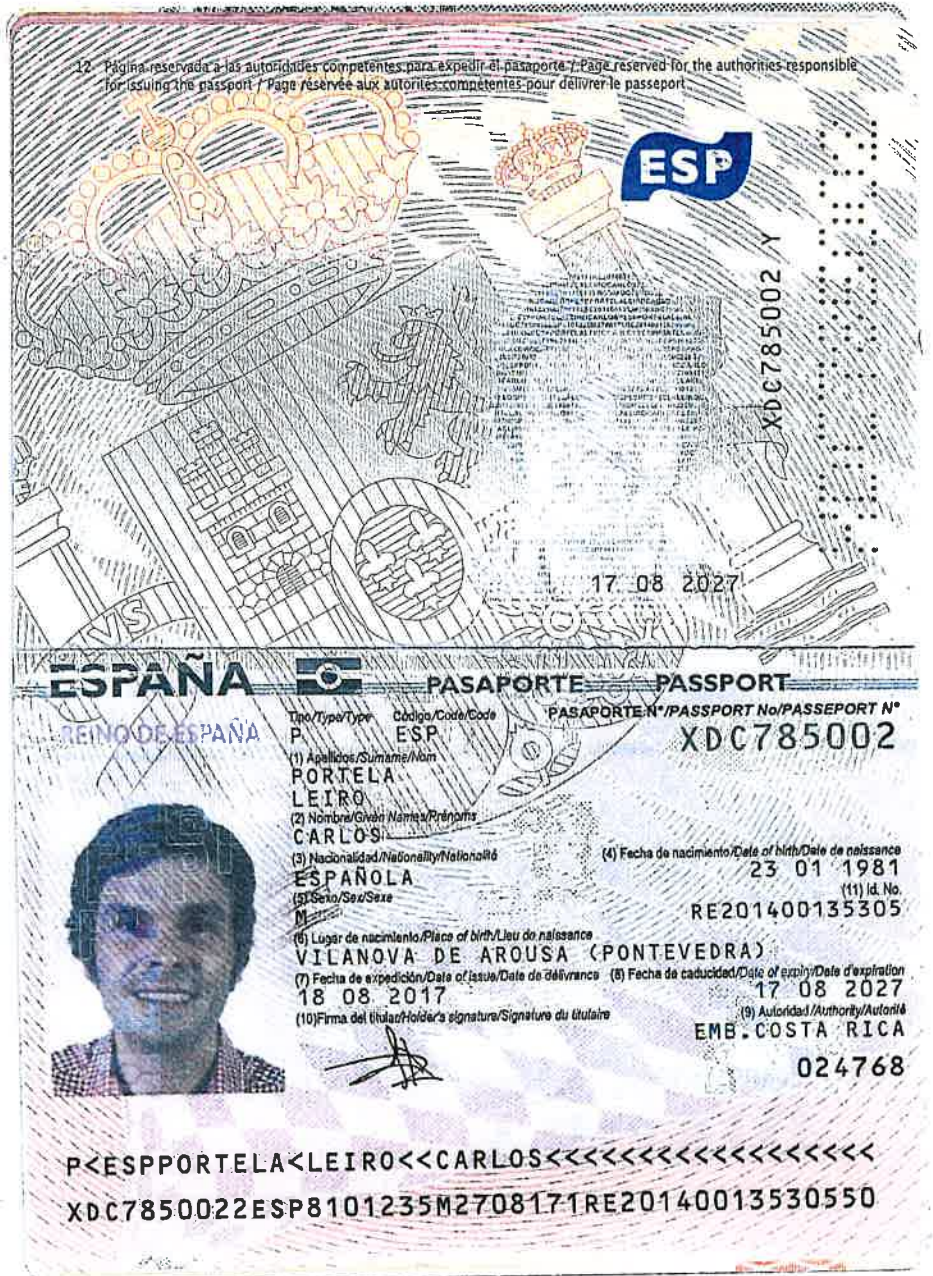 12 Página reservada a las autoridades competentes para expedir el pasaporte / Page reserved for the authorities responsible
for issuing the passport / Page réservée aux autorités compétentes pour délivrer le passeport
ESP
XDC785002 Y
17 08 2027
ESPAÑA PASAPORTE PASSPORT
REINO DE ESPAÑA
Tipo/Type/Type Código/Code/Code PASAPORTE Nº/PASSPORT No/PASSEPORT Nº
P ESP XDC785002
(1) Apellidos/Surname/Nom
PORTELA
LEIRO
(2) Nombre/Given Names/Prénoms
CARLOS
(3) Nacionalidad/Nationality/Nationalité (4) Fecha de nacimiento/Date of birth/Date de naissance
ESPAÑOLA 23 01 1981
(5) Sexo/Sex/Sexe (11) Id. No.
M RE201400135305
(6) Lugar de nacimiento/Place of birth/Lieu de naissance
VILANOVA DE AROUSA (PONTEVEDRA)
(7) Fecha de expedición/Date of issue/Date de délivrance (8) Fecha de caducidad/Date of expiry/Date d'expiration
18 08 2017 17 08 2027
(10)Firma del titular/Holder's signature/Signature du titulaire (9) Autoridad/Authority/Autorité
EMB.COSTA RICA
024768
P<ESPPORTELA<LEIRO<<CARLOS<<<<<<<<<<<<<<<<<<
XDC7850022ESP8101235M2708171RE20140013530550